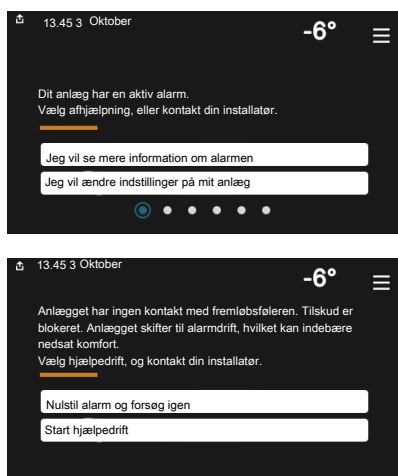 13.45 3 Oktober
-6°
Dit anlæg har en aktiv alarm.
Vælg afhjælpning, eller kontakt din installatør.
Jeg vil se mere information om alarmen
Jeg vil ændre indstillinger på mit anlæg
13.45 3 Oktober
-6°
Anlægget har ingen kontakt med fremløbsføleren. Tilskud er
blokeret. Anlægget skifter til alarmdrift, hvilket kan indebære
nedsat komfort.
Vælg hjælpedrift, og kontakt din installatør.
Nulstil alarm og forsøg igen
Start hjælpedrift